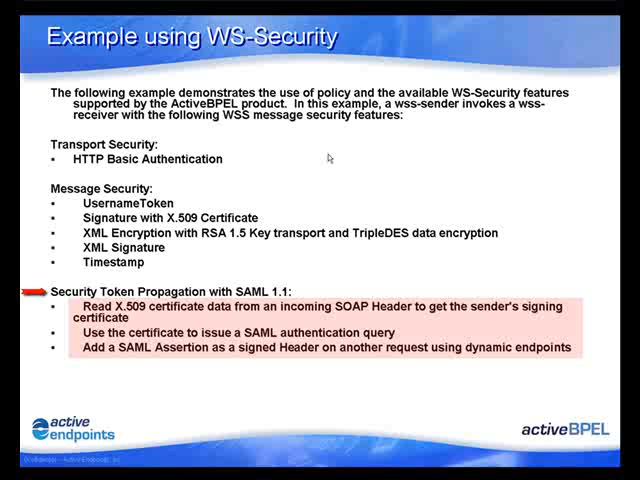 Example using WS-Security
The following example demonstrates the use of policy and the available WS-Security features
supported by the ActiveBPEL product. In this example, a wss-sender invokes a wss-
receiver with the following WSS message security features:
Transport Security:
▪ HTTP Basic Authentication
Message Security:
▪ UsernameToken
▪ Signature with X.509 Certificate
▪ XML Encryption with RSA 1.5 Key transport and TripleDES data encryption
▪ XML Signature
▪ Timestamp
Security Token Propagation with SAML 1.1:
▪ Read X.509 certificate data from an incoming SOAP Header to get the sender's signing
certificate
▪ Use the certificate to issue a SAML authentication query
▪ Add a SAML Assertion as a signed Header on another request using dynamic endpoints
active
endpoints
activeBPEL
Active Endpoints